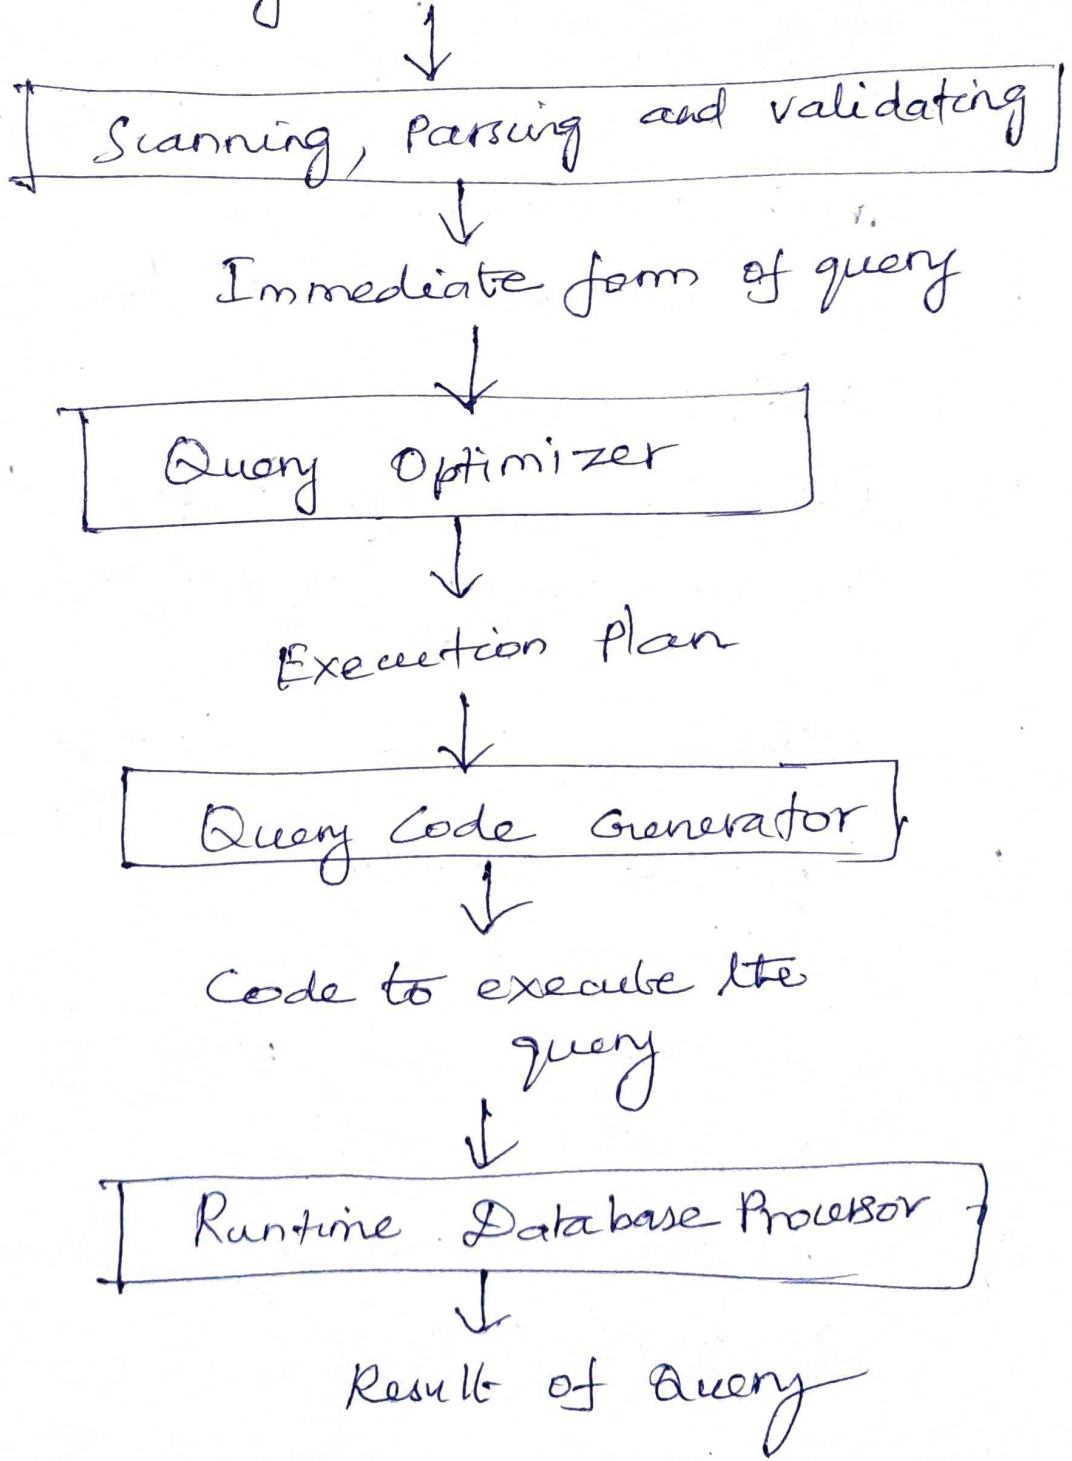 Scanning, Parsing and validating
Immediate form of query
Query Optimizer
Execution Plan
Query Code Generator
Code to execute the
query
Runtime Database Processor
Result of Query